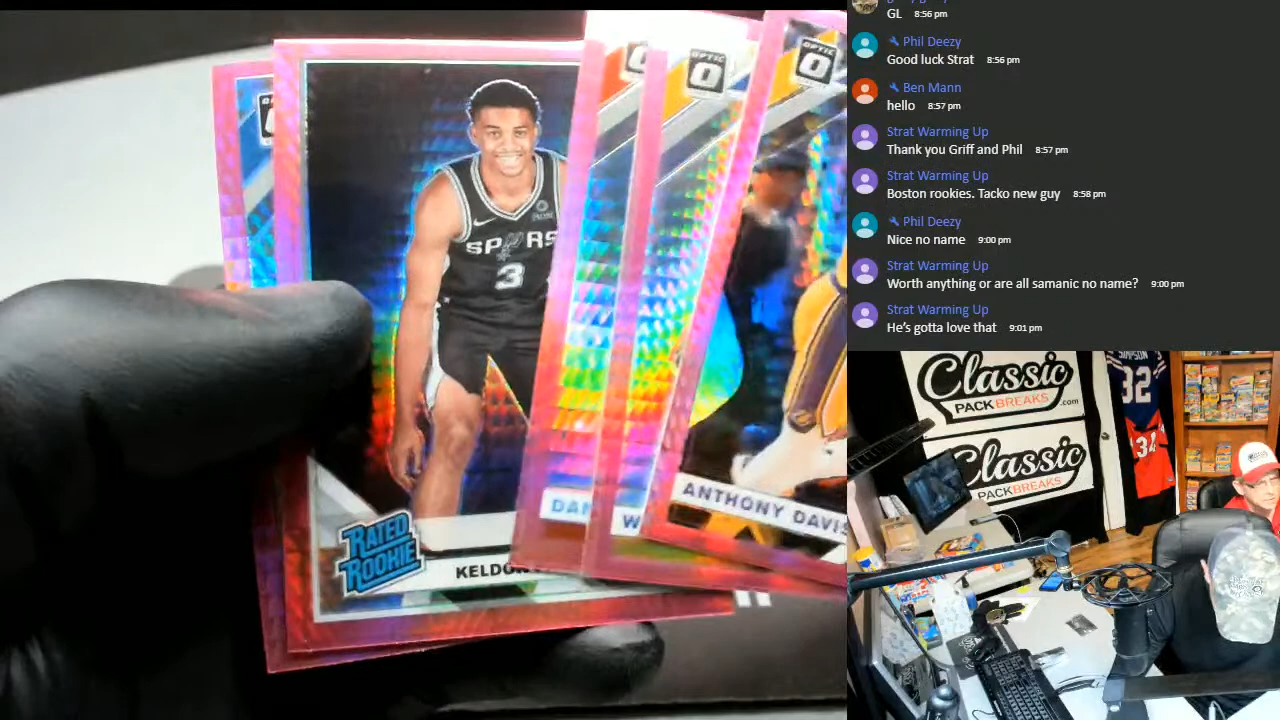 GL 8:56 pm
Phil Deezy
Good luck Strat 8:56 pm
Ben Mann
hello 8:57 pm
Strat Warming Up
Thank you Griff and Phil 8:57 pm
Strat Warming Up
Boston rookies. Tacko new guy 8:58 pm
Phil Deezy
Nice no name 9:00 pm
Strat Warming Up
Worth anything or are all samanic no name? 9:00 pm
Strat Warming Up
He's gotta love that 9:01 pm
OPTIC
OPTIC
SPURS
3
RATED
ROOKIE
KELDON
DAN
W
ANTHONY DAVIS
Classic
PACKBREAKS.com
Classic
PACKBREAKS
SIMPSON
32
34